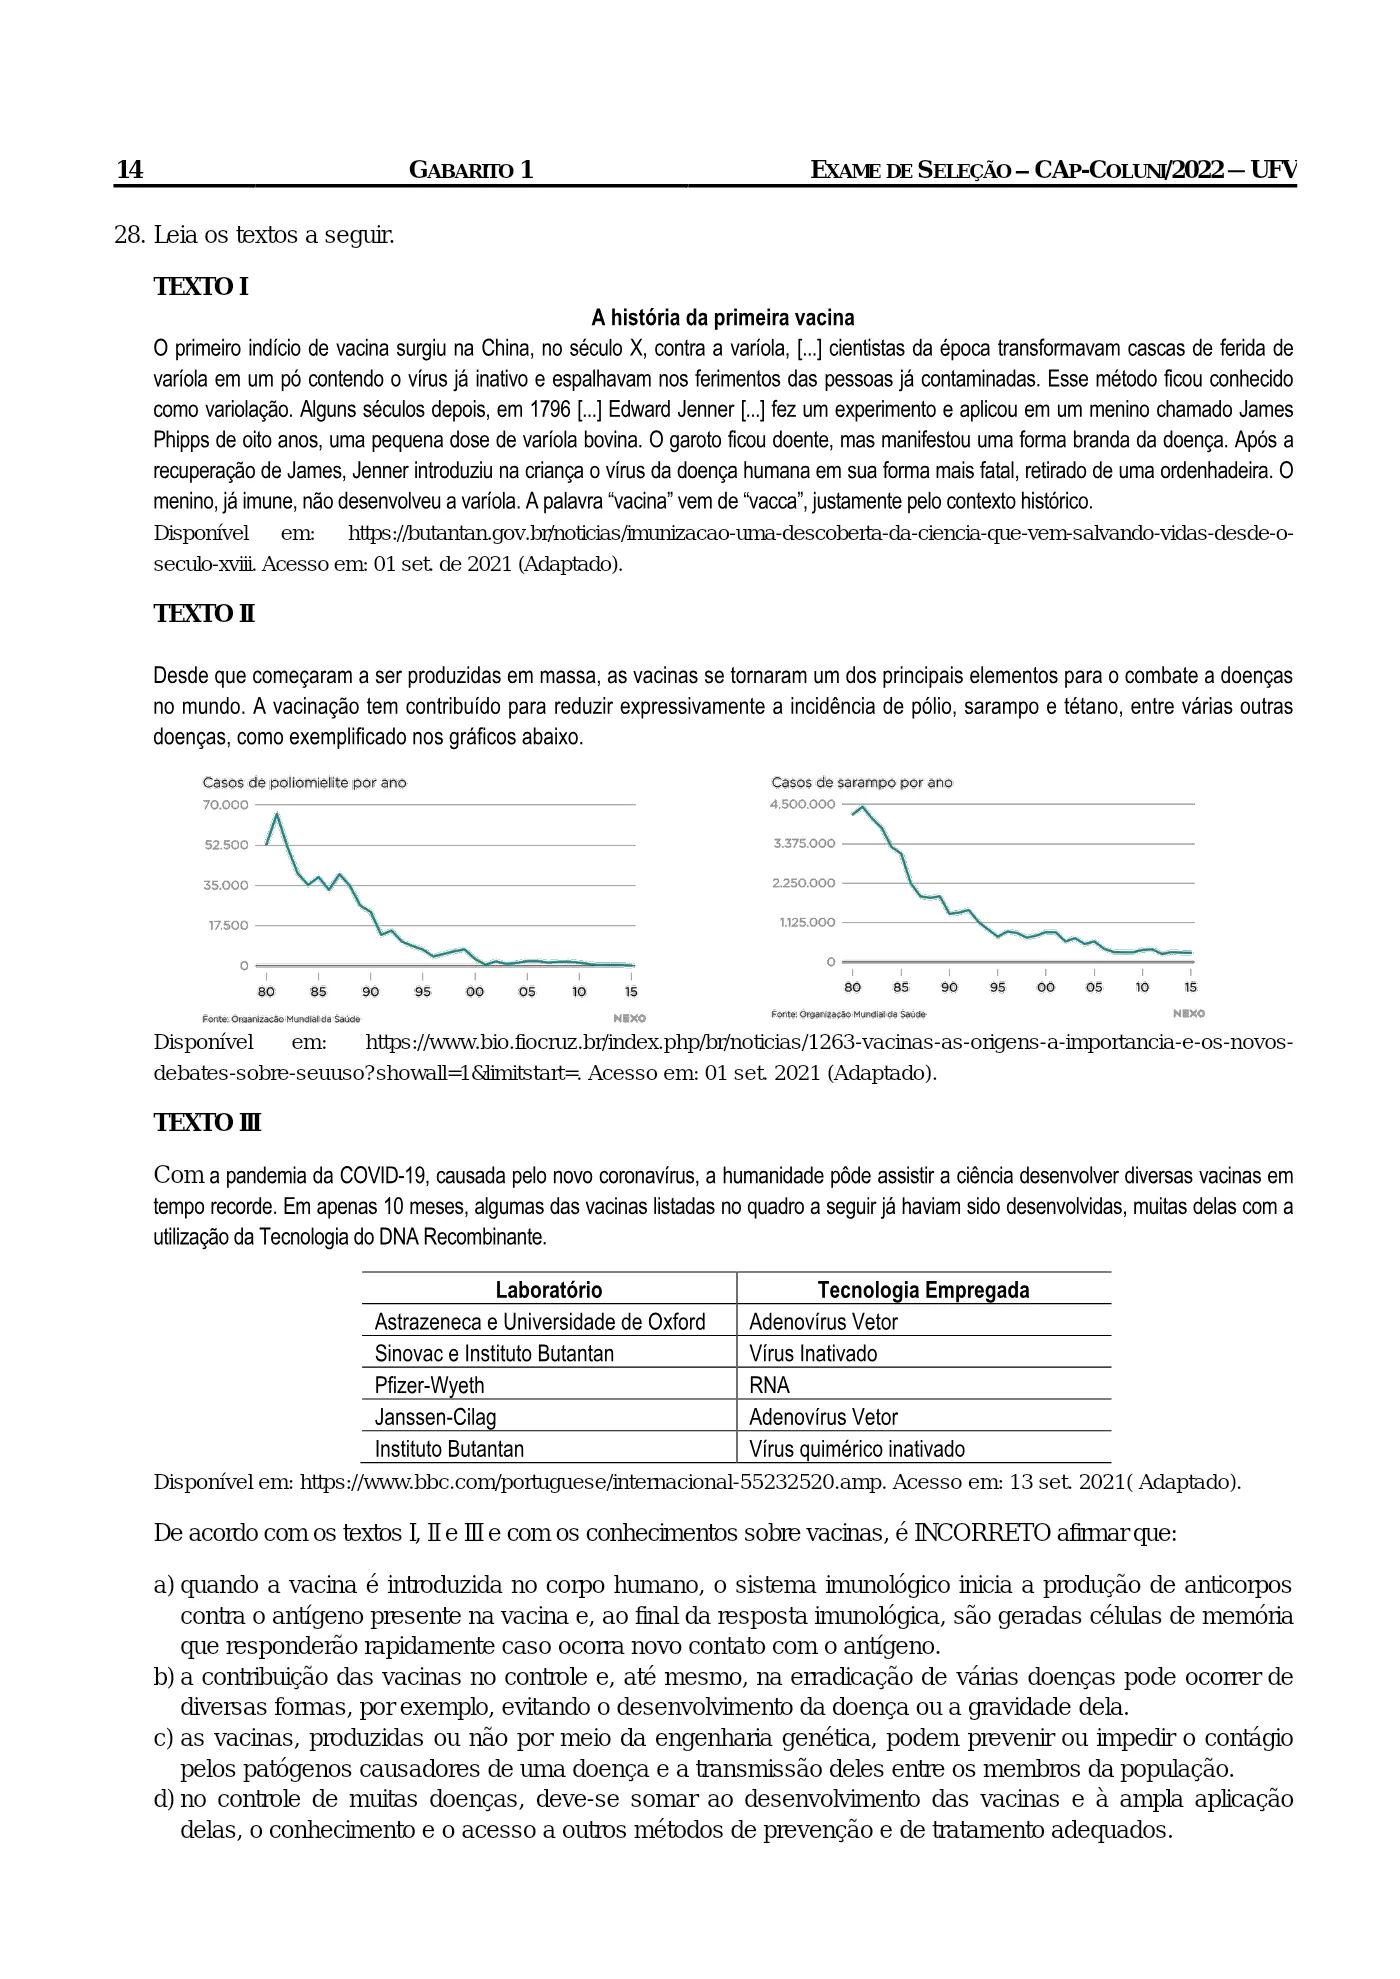 14 GABARITO 1 EXAME DE SELEÇÃO – CAP-COLUNI/2022 — UFV
28. Leia os textos a seguir.
TEXTO I
A história da primeira vacina
O primeiro indício de vacina surgiu na China, no século X, contra a varíola, [...] cientistas da época transformavam cascas de ferida de
varíola em um pó contendo o vírus já inativo e espalhavam nos ferimentos das pessoas já contaminadas. Esse método ficou conhecido
como variolação. Alguns séculos depois, em 1796 [...] Edward Jenner [...] fez um experimento e aplicou em um menino chamado James
Phipps de oito anos, uma pequena dose de varíola bovina. O garoto ficou doente, mas manifestou uma forma branda da doença. Após a
recuperação de James, Jenner introduziu na criança o vírus da doença humana em sua forma mais fatal, retirado de uma ordenhadeira. O
menino, já imune, não desenvolveu a varíola. A palavra “vacina” vem de “vacca”, justamente pelo contexto histórico.
Disponível em: https://butantan.gov.br/noticias/imunizacao-uma-descoberta-da-ciencia-que-vem-salvando-vidas-desde-o-
seculo-xviii. Acesso em: 01 set. de 2021 (Adaptado).
TEXTO II
Desde que começaram a ser produzidas em massa, as vacinas se tornaram um dos principais elementos para o combate a doenças
no mundo. A vacinação tem contribuído para reduzir expressivamente a incidência de pólio, sarampo e tétano, entre várias outras
doenças, como exemplificado nos gráficos abaixo.
Casos de poliomielite por ano
70.000
52.500
35.000
17.500
0
80 85 90 95 00 05 10 15
Fonte: Organização Mundial da Saúde NEXO
Casos de sarampo por ano
4.500.000
3.375.000
2.250.000
1.125.000
0
80 85 90 95 00 05 10 15
Fonte: Organização Mundial da Saúde NEXO
Disponível em: https://www.bio.fiocruz.br/index.php/br/noticias/1263-vacinas-as-origens-a-importancia-e-os-novos-
debates-sobre-seuuso?showall=1&limitstart=. Acesso em: 01 set. 2021 (Adaptado).
TEXTO III
Com a pandemia da COVID-19, causada pelo novo coronavírus, a humanidade pôde assistir a ciência desenvolver diversas vacinas em
tempo recorde. Em apenas 10 meses, algumas das vacinas listadas no quadro a seguir já haviam sido desenvolvidas, muitas delas com a
utilização da Tecnologia do DNA Recombinante.
Laboratório Tecnologia Empregada
Astrazeneca e Universidade de Oxford Adenovírus Vetor
Sinovac e Instituto Butantan Vírus Inativado
Pfizer-Wyeth RNA
Janssen-Cilag Adenovírus Vetor
Instituto Butantan Vírus quimérico inativado
Disponível em: https://www.bbc.com/portuguese/internacional-55232520.amp. Acesso em: 13 set. 2021( Adaptado).
De acordo com os textos I, II e III e com os conhecimentos sobre vacinas, é INCORRETO afirmar que:
a) quando a vacina é introduzida no corpo humano, o sistema imunológico inicia a produção de anticorpos
contra o antígeno presente na vacina e, ao final da resposta imunológica, são geradas células de memória
que responderão rapidamente caso ocorra novo contato com o antígeno.
b) a contribuição das vacinas no controle e, até mesmo, na erradicação de várias doenças pode ocorrer de
diversas formas, por exemplo, evitando o desenvolvimento da doença ou a gravidade dela.
c) as vacinas, produzidas ou não por meio da engenharia genética, podem prevenir ou impedir o contágio
pelos patógenos causadores de uma doença e a transmissão deles entre os membros da população.
d) no controle de muitas doenças, deve-se somar ao desenvolvimento das vacinas e à ampla aplicação
delas, o conhecimento e o acesso a outros métodos de prevenção e de tratamento adequados.